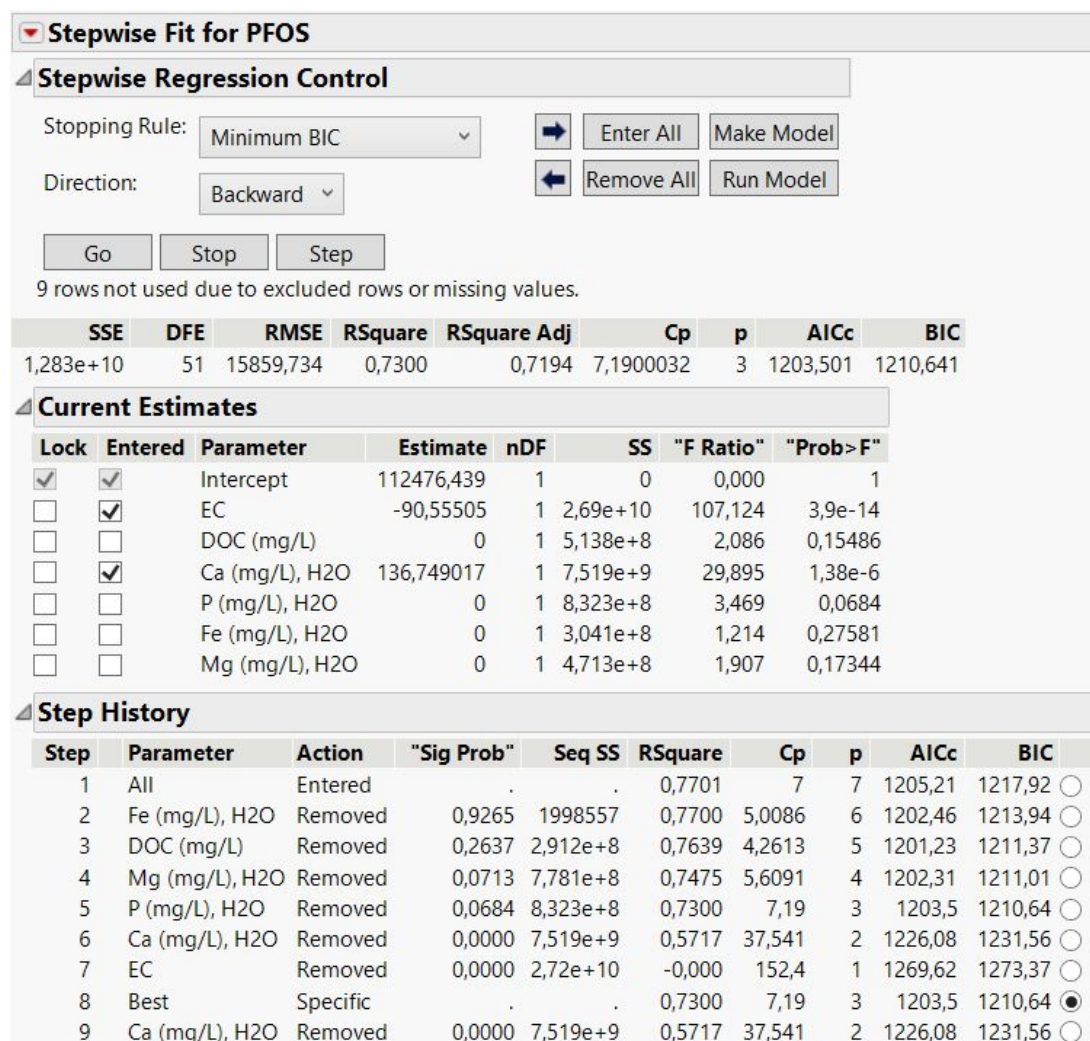 Stepwise Fit for PFOS
Stepwise Regression Control
Stopping Rule: Minimum BIC Enter All Make Model
Direction: Backward Remove All Run Model
Go Stop Step
9 rows not used due to excluded rows or missing values.
SSE DFE RMSE RSquare RSquare Adj Cp p AICc BIC
1,283e+10 51 15859,734 0,7300 0,7194 7,1900032 3 1203,501 1210,641
Current Estimates
Lock Entered Parameter Estimate nDF SS "F Ratio" "Prob>F"
Intercept 112476,439 1 0 0,000 1
EC -90,55505 1 2,69e+10 107,124 3,9e-14
DOC (mg/L) 0 1 5,138e+8 2,086 0,15486
Ca (mg/L), H2O 136,749017 1 7,519e+9 29,895 1,38e-6
P (mg/L), H2O 0 1 8,323e+8 3,469 0,0684
Fe (mg/L), H2O 0 1 3,041e+8 1,214 0,27581
Mg (mg/L), H2O 0 1 4,713e+8 1,907 0,17344
Step History
Step Parameter Action "Sig Prob" Seq SS RSquare Cp p AICc BIC
1 All Entered . . 0,7701 7 7 1205,21 1217,92
2 Fe (mg/L), H2O Removed 0,9265 1998557 0,7700 5,0086 6 1202,46 1213,94
3 DOC (mg/L) Removed 0,2637 2,912e+8 0,7639 4,2613 5 1201,23 1211,37
4 Mg (mg/L), H2O Removed 0,0713 7,781e+8 0,7475 5,6091 4 1202,31 1211,01
5 P (mg/L), H2O Removed 0,0684 8,323e+8 0,7300 7,19 3 1203,5 1210,64
6 Ca (mg/L), H2O Removed 0,0000 7,519e+9 0,5717 37,541 2 1226,08 1231,56
7 EC Removed 0,0000 2,72e+10 -0,000 152,4 1 1269,62 1273,37
8 Best Specific . . 0,7300 7,19 3 1203,5 1210,64
9 Ca (mg/L), H2O Removed 0,0000 7,519e+9 0,5717 37,541 2 1226,08 1231,56